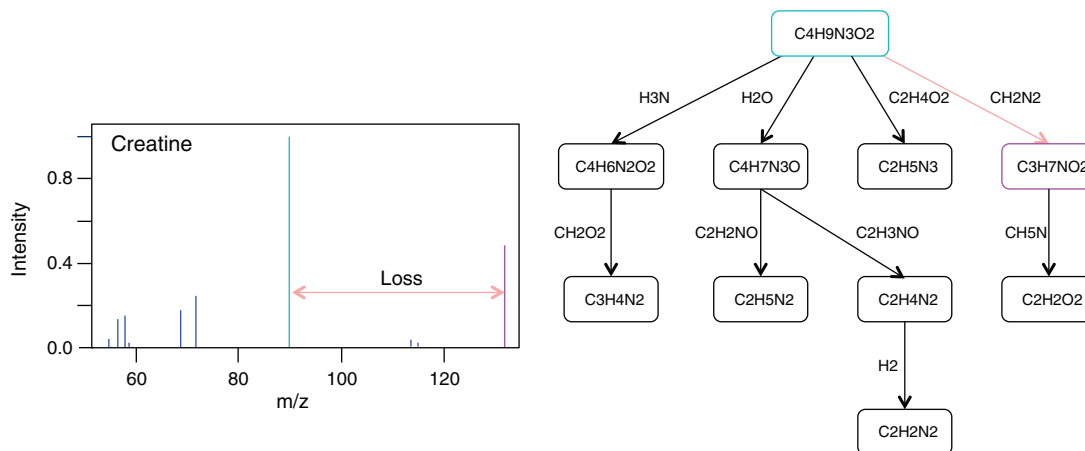 C4H9N3O2
H3N
H2O
C2H4O2
CH2N2
Creatine
C4H6N2O2
C4H7N3O
C2H5N3
C3H7NO2
0.8
Intensity
CH2O2
C2H2NO
C2H3NO
CH5N
0.4
Loss
C3H4N2
C2H5N2
C2H4N2
C2H2O2
0.0
60
80
100
120
H2
m/z
C2H2N2